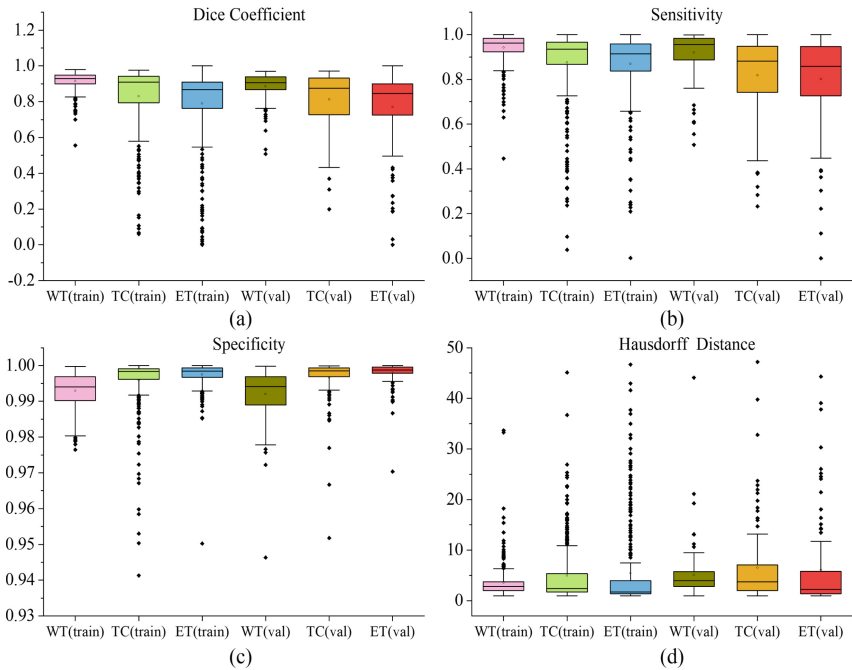 Dice Coefficient
1.2
1.0
0.8
0.6
0.4
0.2
0.0
-0.2
WT(train) TC(train) ET(train) WT(val) TC(val) ET(val)
(a)
Sensitivity
1.0
0.8
0.6
0.4
0.2
0.0
WT(train) TC(train) ET(train) WT(val) TC(val) ET(val)
(b)
Specificity
1.00
0.99
0.98
0.97
0.96
0.95
0.94
0.93
WT(train) TC(train) ET(train) WT(val) TC(val) ET(val)
(c)
Hausdorff Distance
50
40
30
20
10
0
WT(train) TC(train) ET(train) WT(val) TC(val) ET(val)
(d)